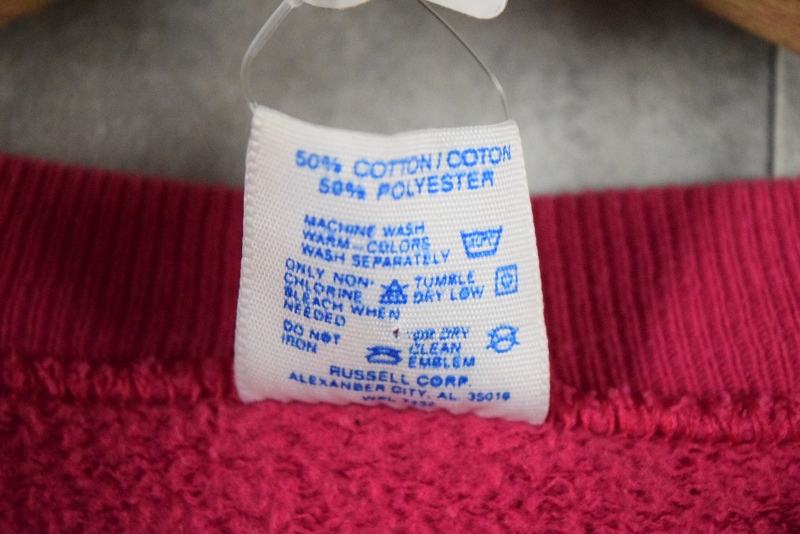 50% COTTON / COTON
50% POLYESTER
MACHINE WASH
WARM-COLORS
WASH SEPARATELY
ONLY NON-
CHLORINE
BLEACH WHEN
NEEDED
TUMBLE
DRY LOW
DO NOT
IRON
DRY
CLEAN
EMBLEM
RUSSELL CORP.
ALEXANDER CITY, AL 35010